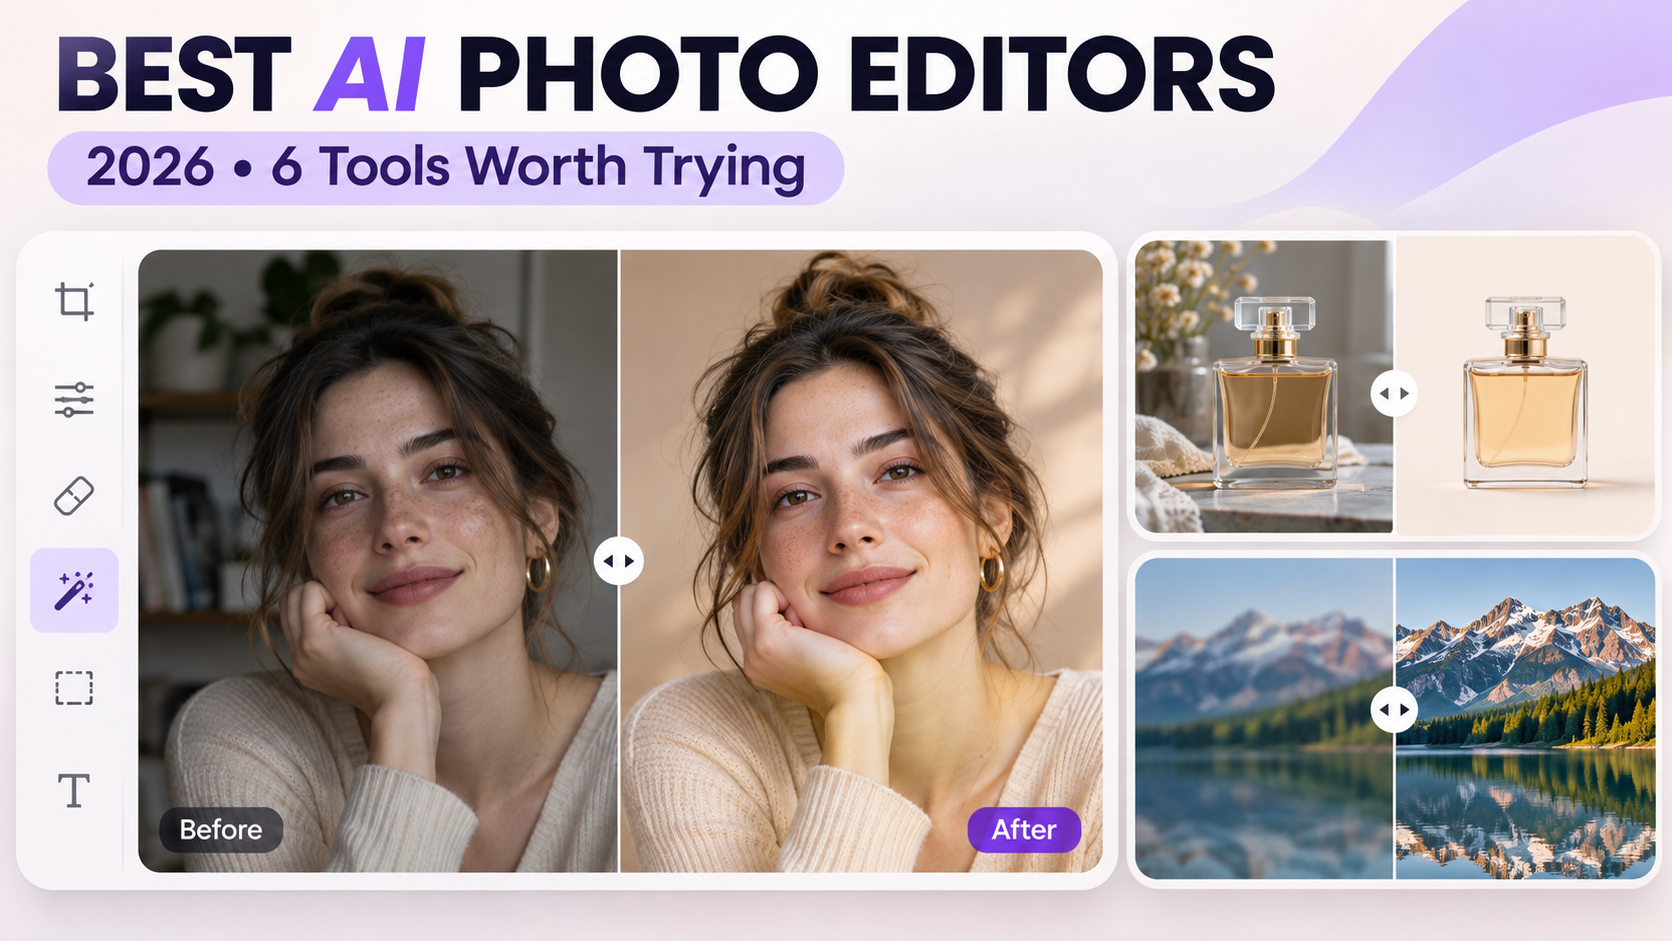 BEST AI PHOTO EDITORS
2026 • 6 Tools Worth Trying
T
Before
After